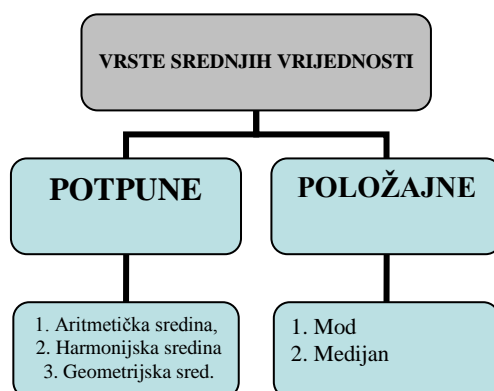 VRSTE SREDNJIH VRIJEDNOSTI
POTPUNE
POLOŽAJNE
1. Aritmetička sredina,
2. Harmonijska sredina
3. Geometrijska sred.
1. Mod
2. Medijan